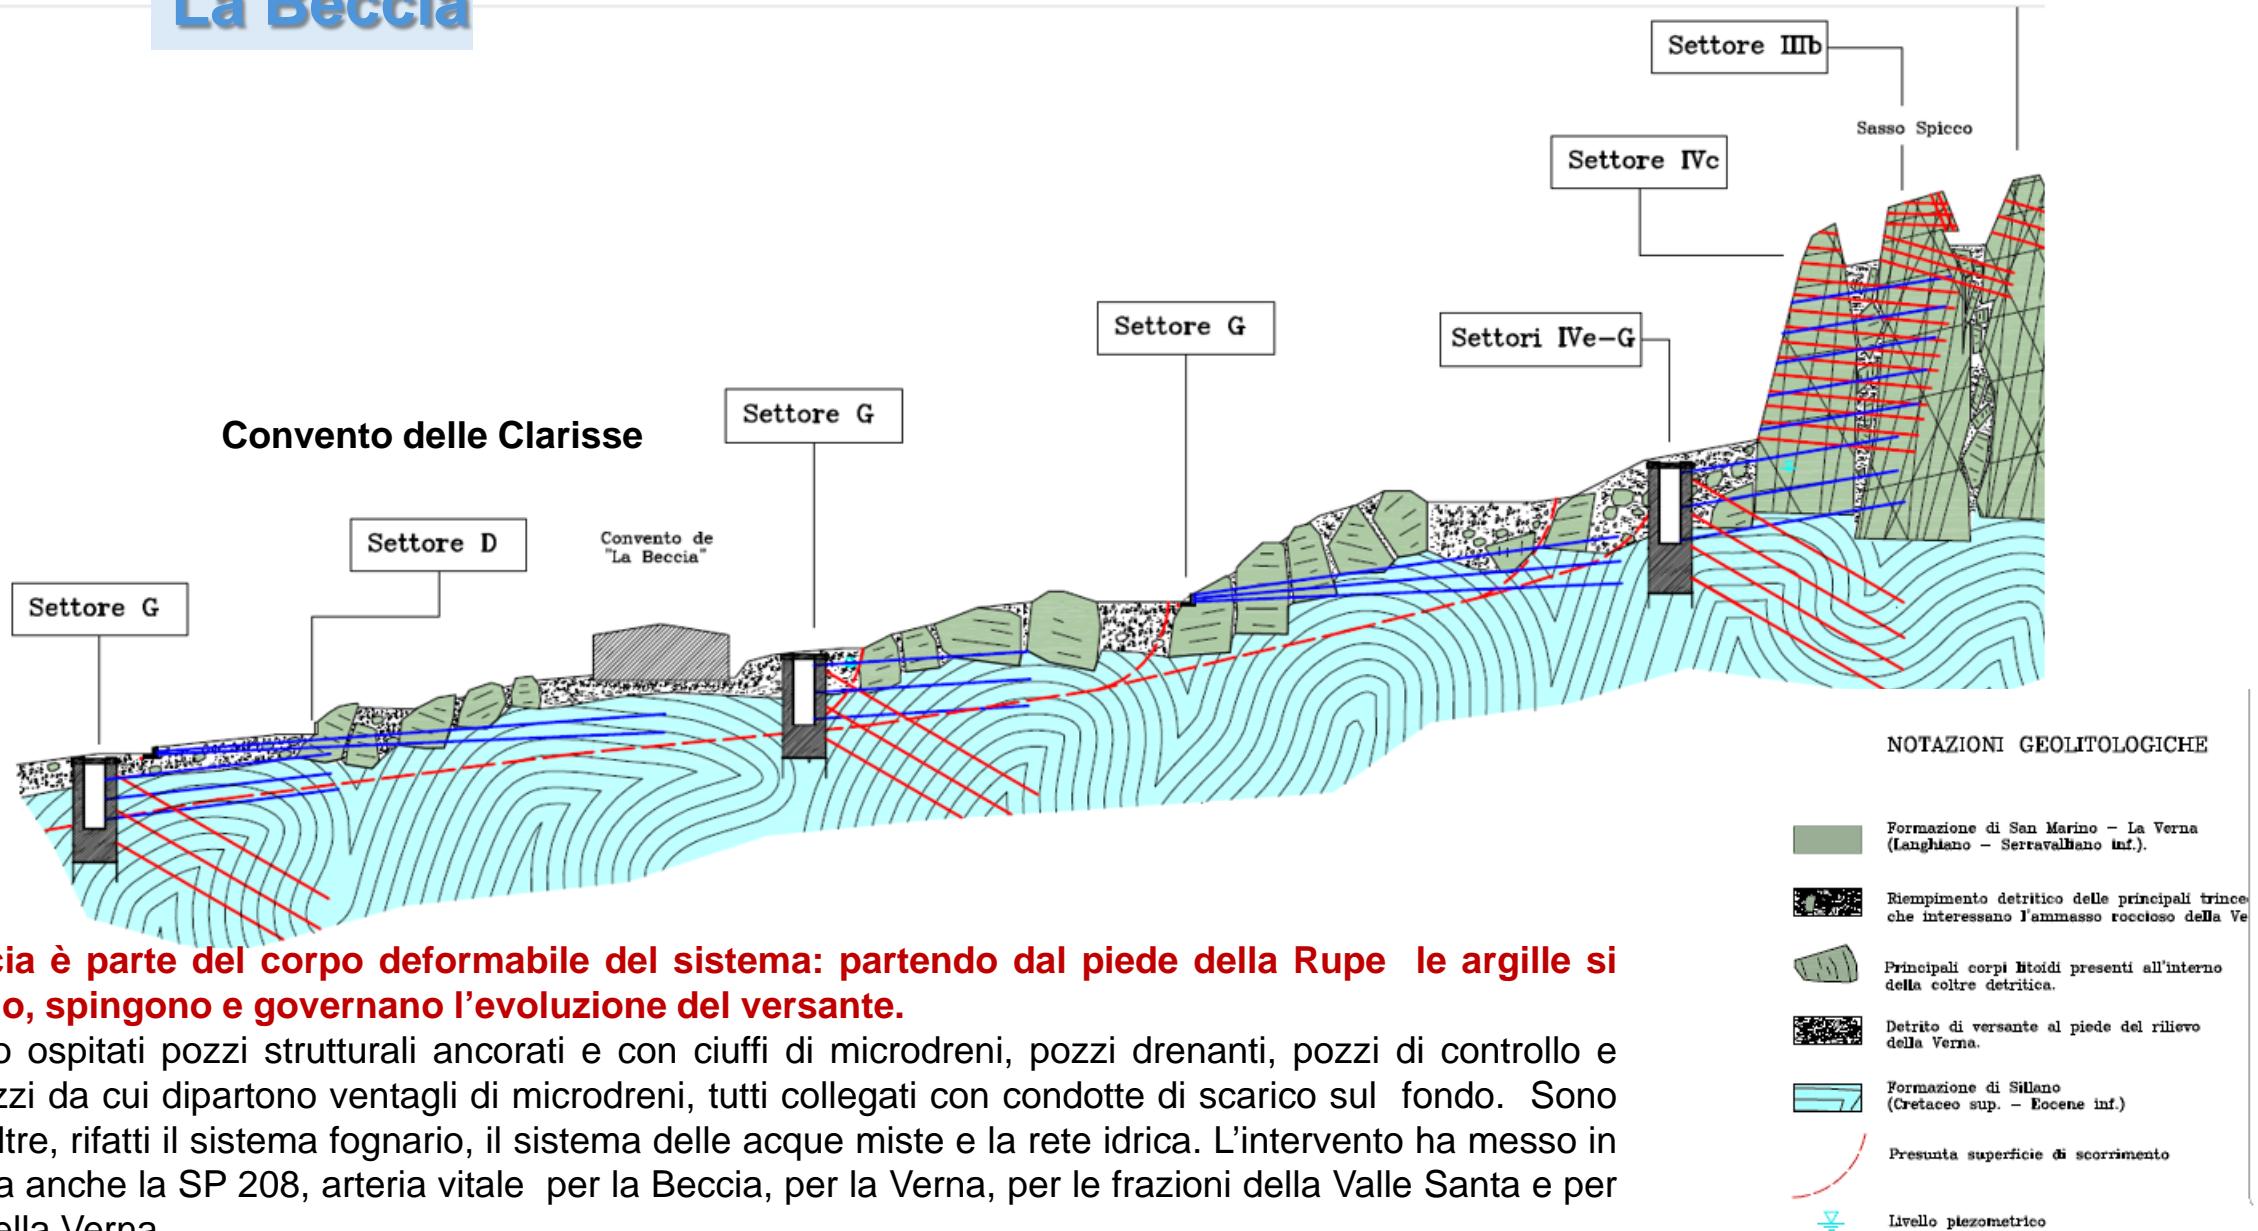 La Beccia
Settore IIIb
Sasso Spicco
Settore IVc
Settore G
Settori IVe-G
Settore G
Convento delle Clarisse
Settore D
Convento de
"La Beccia"
Settore G
NOTAZIONI GEOLITOLOGICHE
Formazione di San Marino – La Verna
(Langhiano – Serravalliano inf.).
Riempimento detritico delle principali trince
che interessano l'ammasso roccioso della Ve
Principali corpi litoidi presenti all'interno
della coltre detritica.
Detrito di versante al piede del rilievo
della Verna.
Formazione di Sillano
(Cretaceo sup. – Eocene inf.)
Presunta superficie di scorrimento
Livello piezometrico
cia è parte del corpo deformabile del sistema: partendo dal piede della Rupe le argille si
o, spingono e governano l’evoluzione del versante.
o ospitati pozzi strutturali ancorati e con ciuffi di microdreni, pozzi drenanti, pozzi di controllo e
zzi da cui dipartono ventagli di microdreni, tutti collegati con condotte di scarico sul fondo. Sono
ltre, rifatti il sistema fognario, il sistema delle acque miste e la rete idrica. L’intervento ha messo in
a anche la SP 208, arteria vitale per la Beccia, per la Verna, per le frazioni della Valle Santa e per
ella Verna